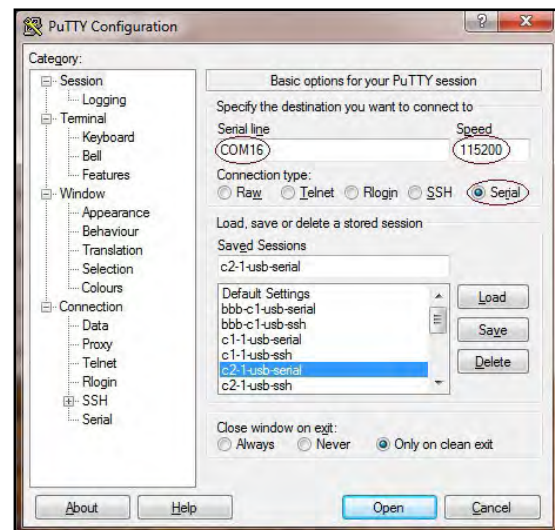 PuTTY Configuration
Category:
Session
Logging
Terminal
Keyboard
Bell
Features
Window
Appearance
Behaviour
Translation
Selection
Colours
Connection
Data
Proxy
Telnet
Rlogin
SSH
Serial
Basic options for your PuTTY session
Specify the destination you want to connect to
Serial line Speed
COM16 115200
Connection type:
Raw Telnet Rlogin SSH Serial
Load, save or delete a stored session
Saved Sessions
c2-1-usb-serial
Default Settings
bbb-c1-usb-serial
bbb-c1-usb-ssh
c1-1-usb-serial
c1-1-usb-ssh
c2-1-usb-serial
c2-1-usb-ssh
Load
Save
Delete
Close window on exit:
Always Never Only on clean exit
About Help Open Cancel